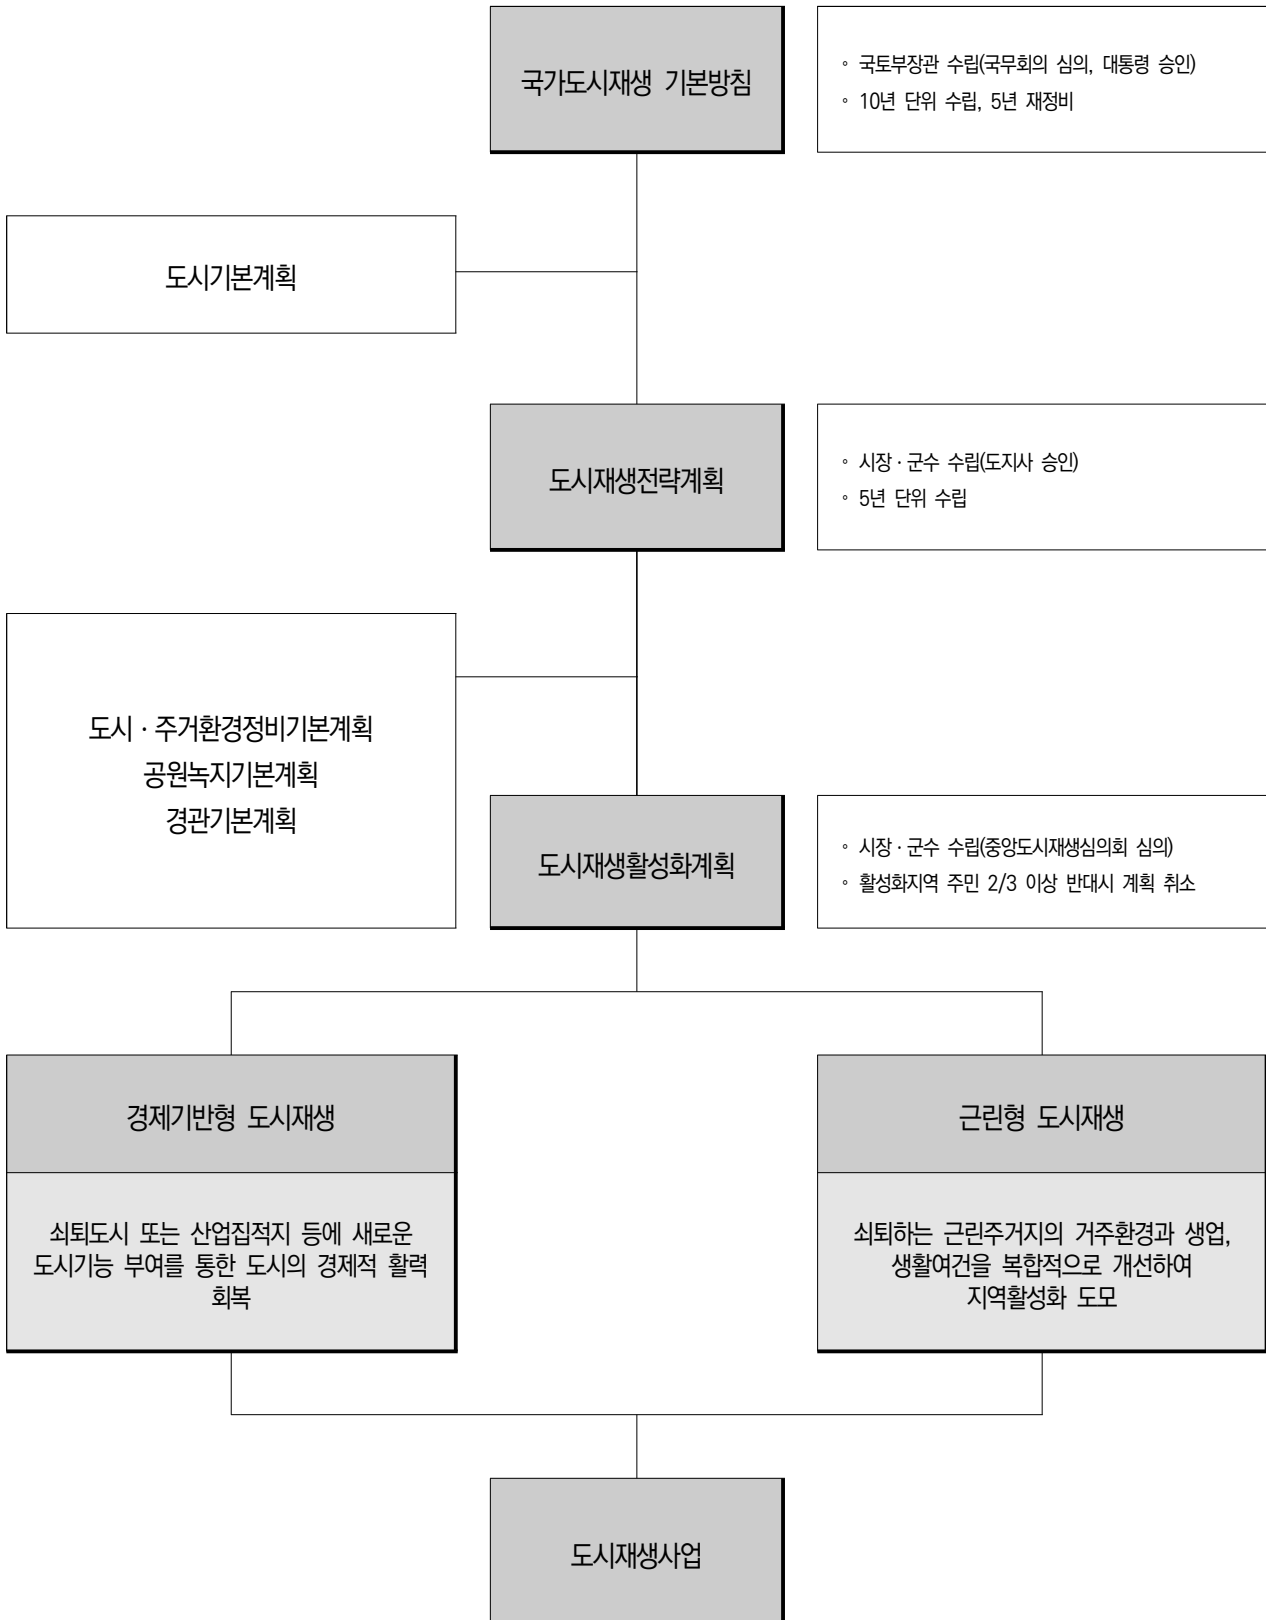 국가도시재생 기본방침
◦ 국토부장관 수립(국무회의 심의, 대통령 승인)
◦ 10년 단위 수립, 5년 재정비
도시기본계획
도시재생전략계획
◦ 시장·군수 수립(도지사 승인)
◦ 5년 단위 수립
도시·주거환경정비기본계획
공원녹지기본계획
경관기본계획
도시재생활성화계획
◦ 시장·군수 수립(중앙도시재생심의회 심의)
◦ 활성화지역 주민 2/3 이상 반대시 계획 취소
경제기반형 도시재생
쇠퇴도시 또는 산업집적지 등에 새로운
도시기능 부여를 통한 도시의 경제적 활력
회복
근린형 도시재생
쇠퇴하는 근린주거지의 거주환경과 생업,
생활여건을 복합적으로 개선하여
지역활성화 도모
도시재생사업